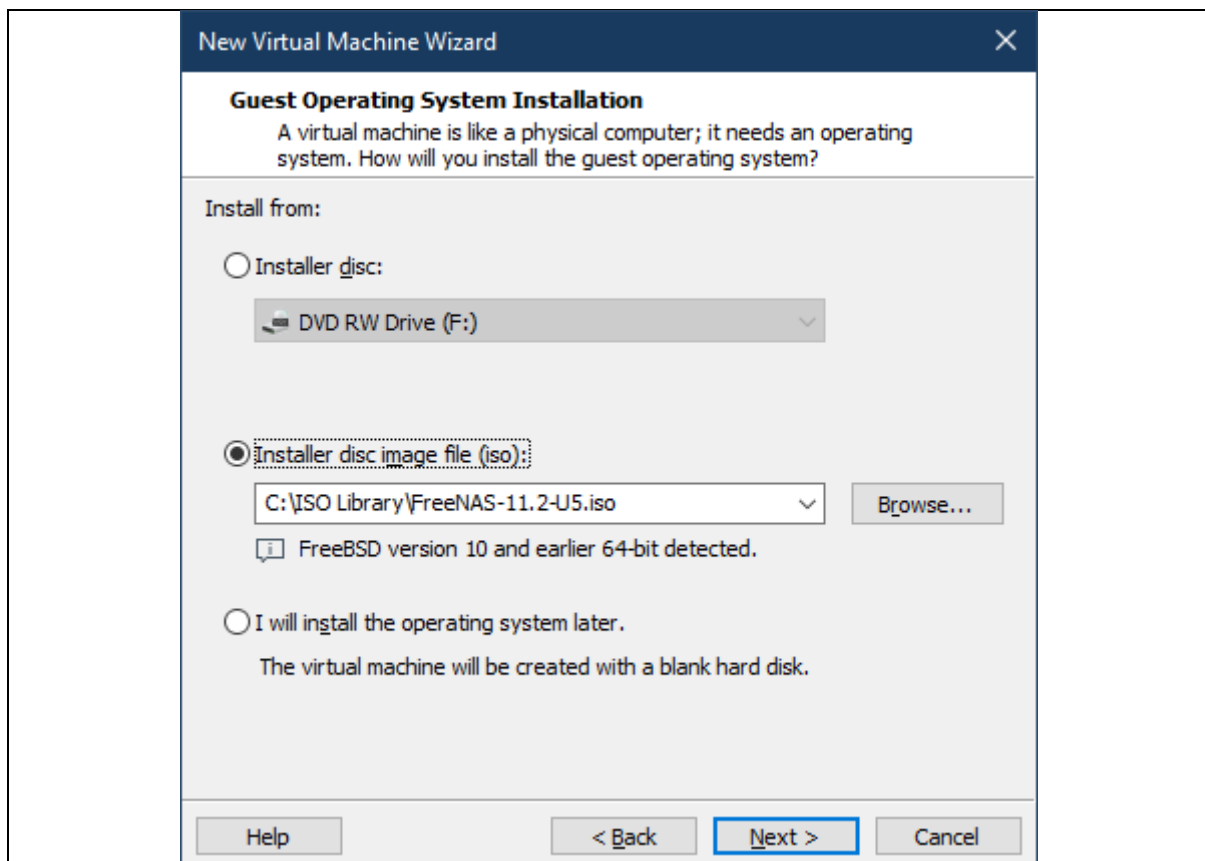 New Virtual Machine Wizard
Guest Operating System Installation
A virtual machine is like a physical computer; it needs an operating
system. How will you install the guest operating system?
Install from:
Installer disc:
DVD RW Drive (F:)
Installer disc image file (iso):
C:\ISO Library\FreeNAS-11.2-U5.iso
Browse...
FreeBSD version 10 and earlier 64-bit detected.
I will install the operating system later.
The virtual machine will be created with a blank hard disk.
Help
< Back
Next >
Cancel